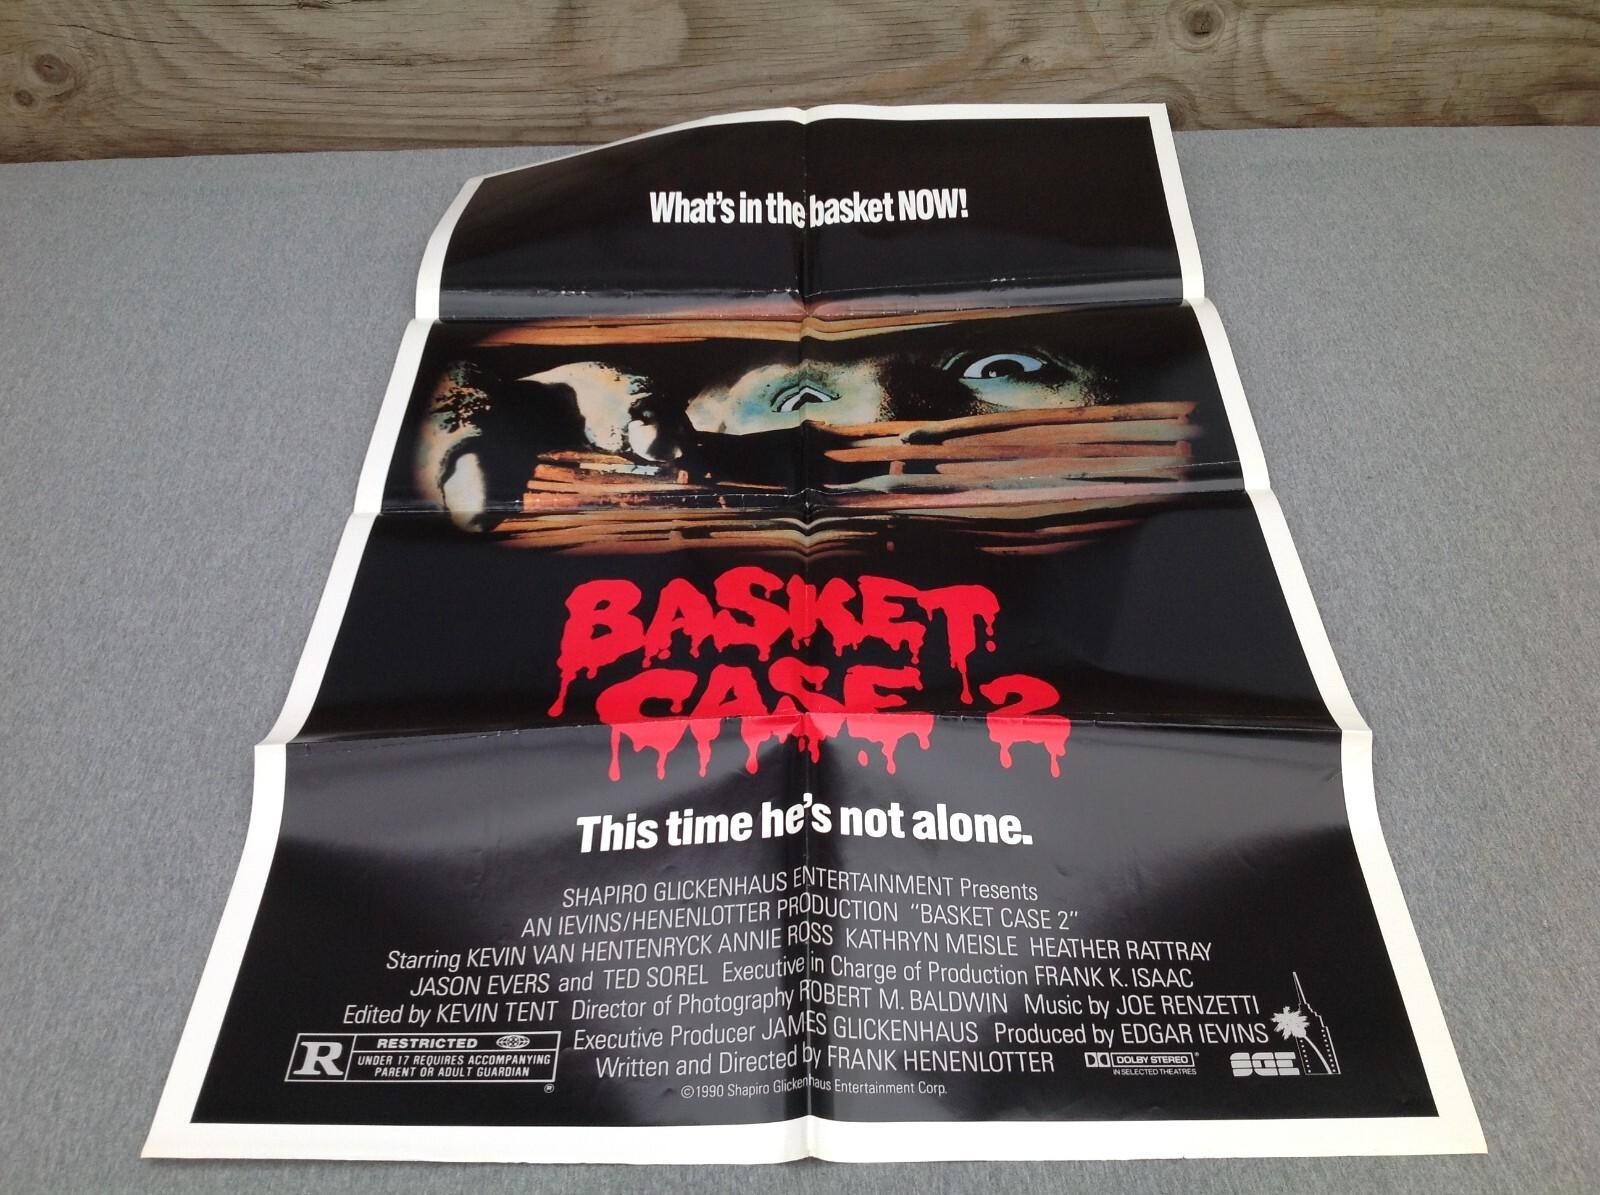 What's in the basket NOW!
BASKET
CASE 2
This time he's not alone.
SHAPIRO GLICKENHAUS ENTERTAINMENT Presents
AN IEVINS/HENENLOTTER PRODUCTION "BASKET CASE 2"
Starring KEVIN VAN HENTENRYCK ANNIE ROSS KATHRYN MEISLE HEATHER RATTRAY
JASON EVERS and TED SOREL Executive in Charge of Production FRANK K. ISAAC
Edited by KEVIN TENT Director of Photography ROBERT M. BALDWIN Music by JOE RENZETTI
Executive Producer JAMES GLICKENHAUS Produced by EDGAR IEVINS
Written and Directed by FRANK HENENLOTTER
©1990 Shapiro Glickenhaus Entertainment Corp.
R RESTRICTED
UNDER 17 REQUIRES ACCOMPANYING
PARENT OR ADULT GUARDIAN
®
DOLBY STEREO ®
IN SELECTED THEATRES
SGE